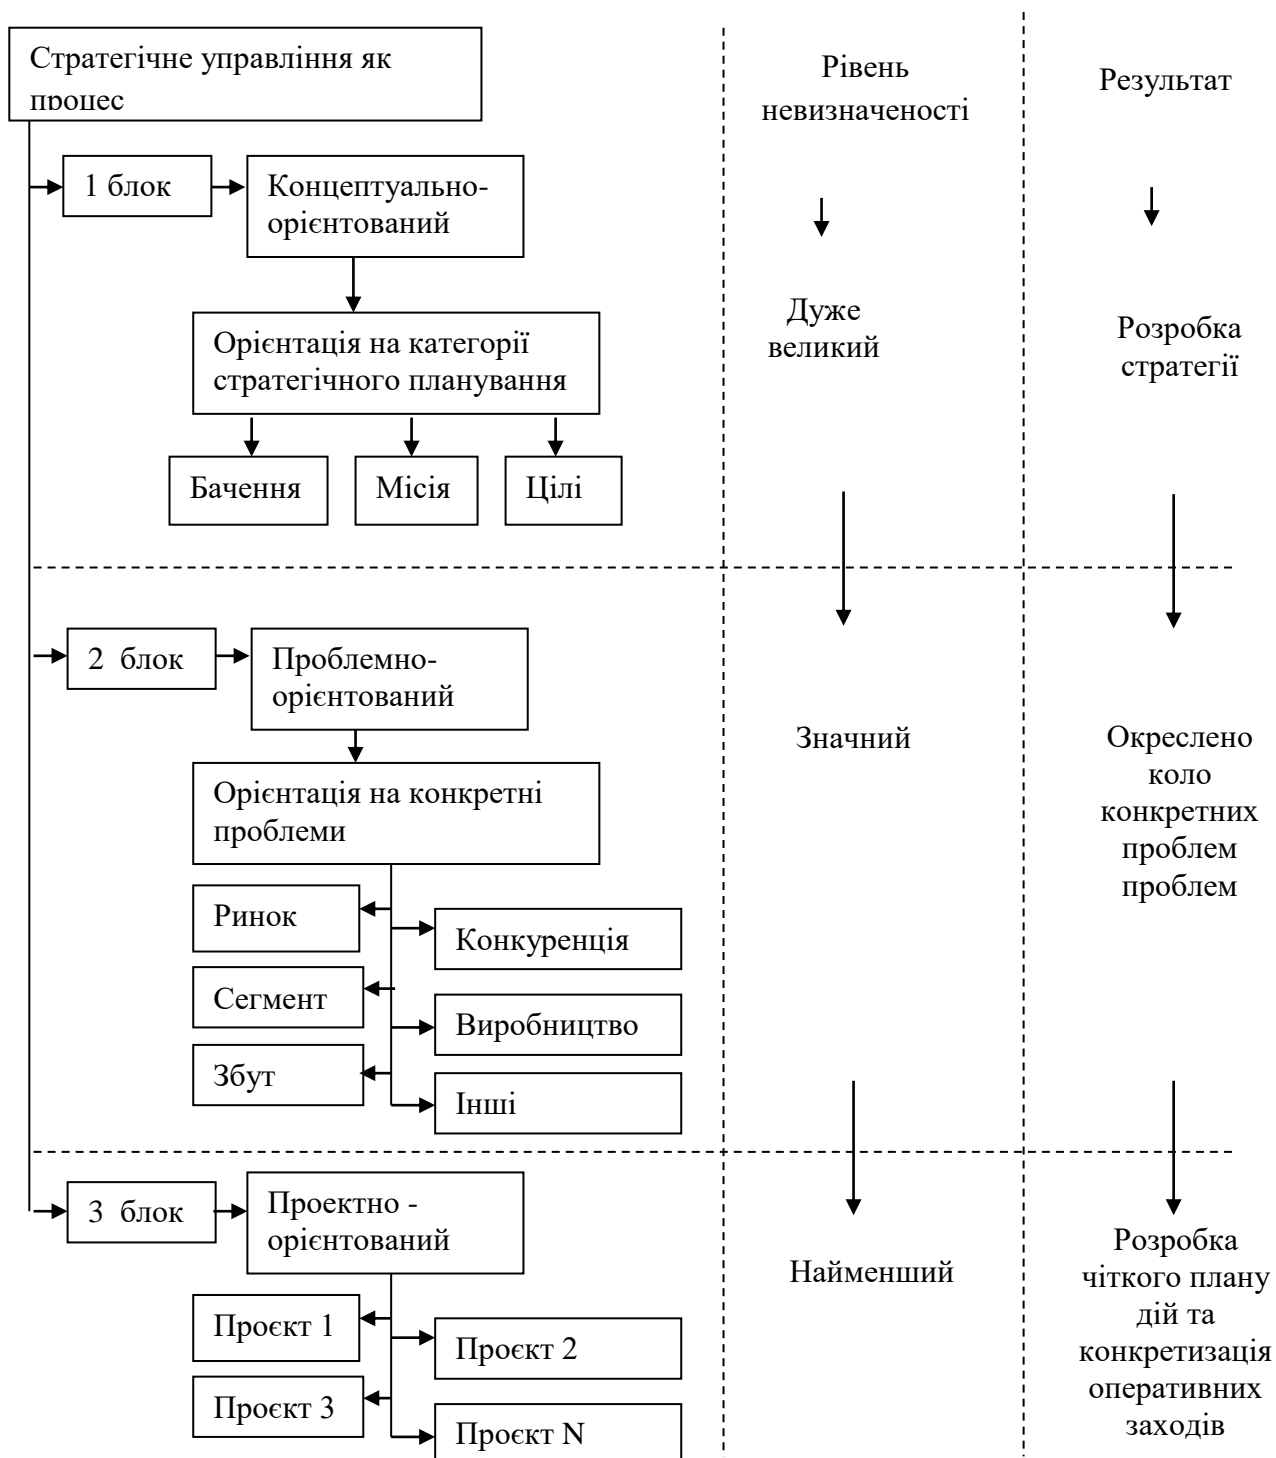 Стратегічне управління як
процес
Рівень
невизначеності
Результат
1 блок
Концептуально-
орієнтований
Орієнтація на категорії
стратегічного планування
Бачення
Місія
Цілі
Дуже
великий
Розробка
стратегії
2 блок
Проблемно-
орієнтований
Орієнтація на конкретні
проблеми
Ринок
Конкуренція
Сегмент
Виробництво
Збут
Інші
Значний
Окреслено
коло
конкретних
проблем
проблем
3 блок
Проектно -
орієнтований
Проєкт 1
Проєкт 2
Проєкт 3
Проєкт N
Найменший
Розробка
чіткого плану
дій та
конкретизація
оперативних
заходів